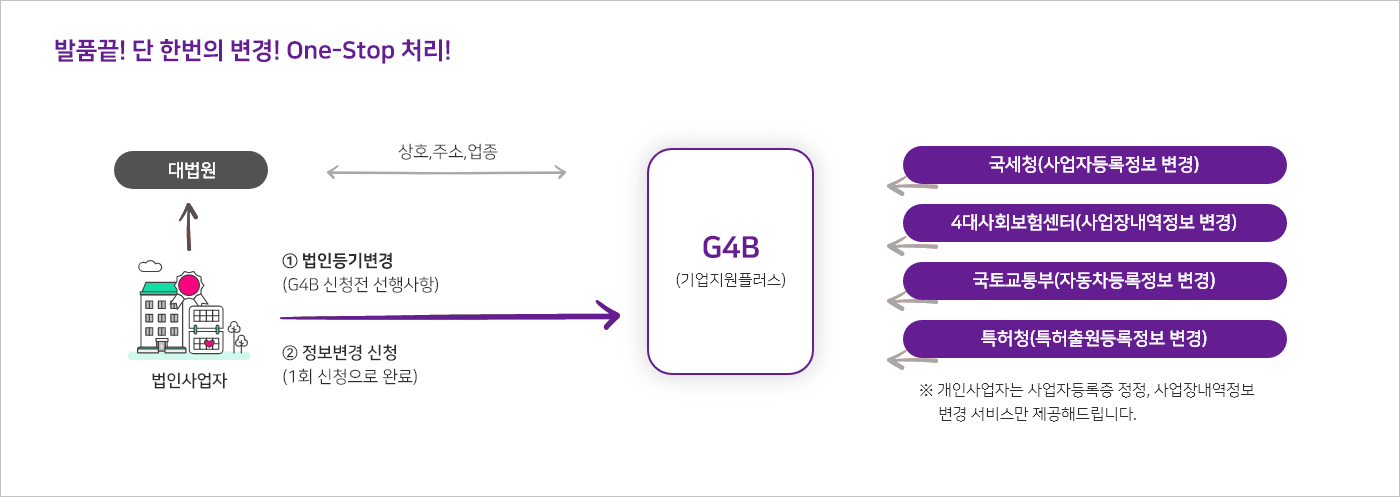 발품끝! 단 한번의 변경! One-Stop 처리!
대법원
상호,주소,업종
① 법인등기변경
(G4B 신청전 선행사항)
② 정보변경 신청
(1회 신청으로 완료)
법인사업자
G4B
(기업지원플러스)
국세청(사업자등록정보 변경)
4대사회보험센터(사업장내역정보 변경)
국토교통부(자동차등록정보 변경)
특허청(특허출원등록정보 변경)
※ 개인사업자는 사업자등록증 정정, 사업장내역정보
변경 서비스만 제공해드립니다.